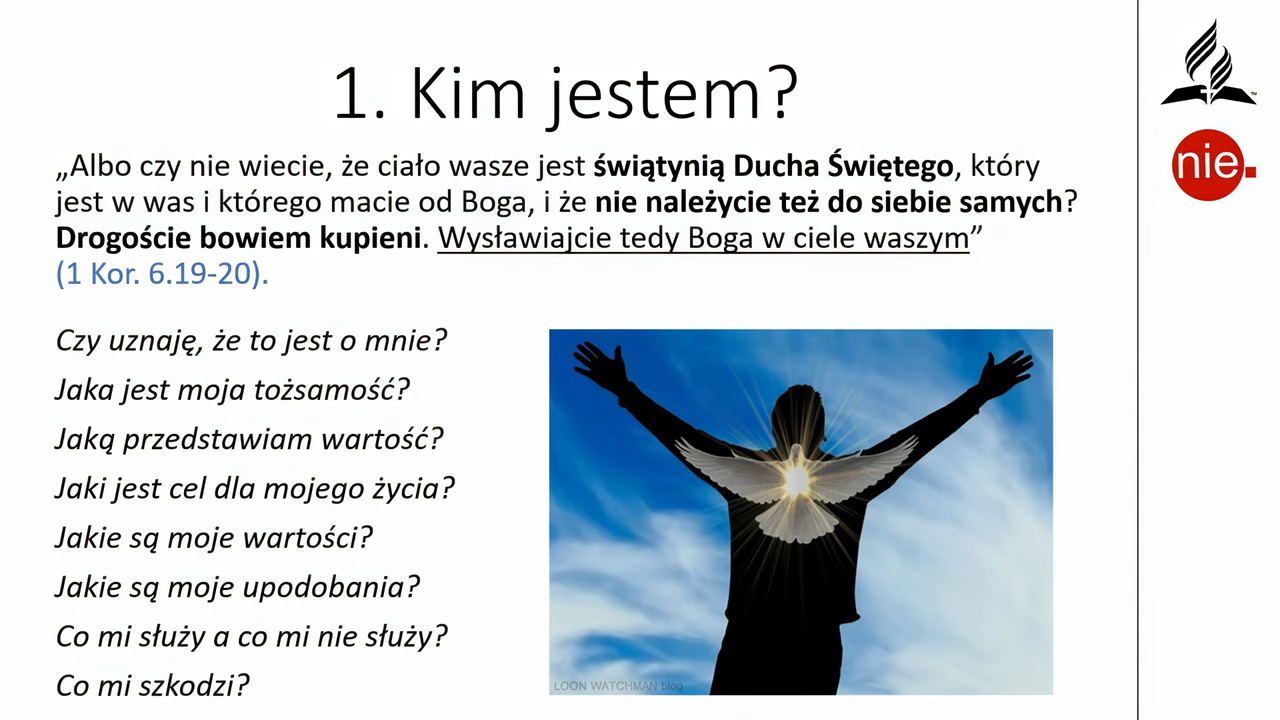 1. Kim jestem?
„Albo czy nie wiecie, że ciało wasze jest świątynią Ducha Świętego, który
jest w was i którego macie od Boga, i że nie należycie też do siebie samych?
Drogoście bowiem kupieni. Wysławiajcie tedy Boga w ciele waszym”
(1 Kor. 6.19-20).
Czy uznaję, że to jest o mnie?
Jaka jest moja tożsamość?
Jaką przedstawiam wartość?
Jaki jest cel dla mojego życia?
Jakie są moje wartości?
Jakie są moje upodobania?
Co mi służy a co mi nie służy?
Co mi szkodzi?
LOON WATCHMAN blog
TM
nie.